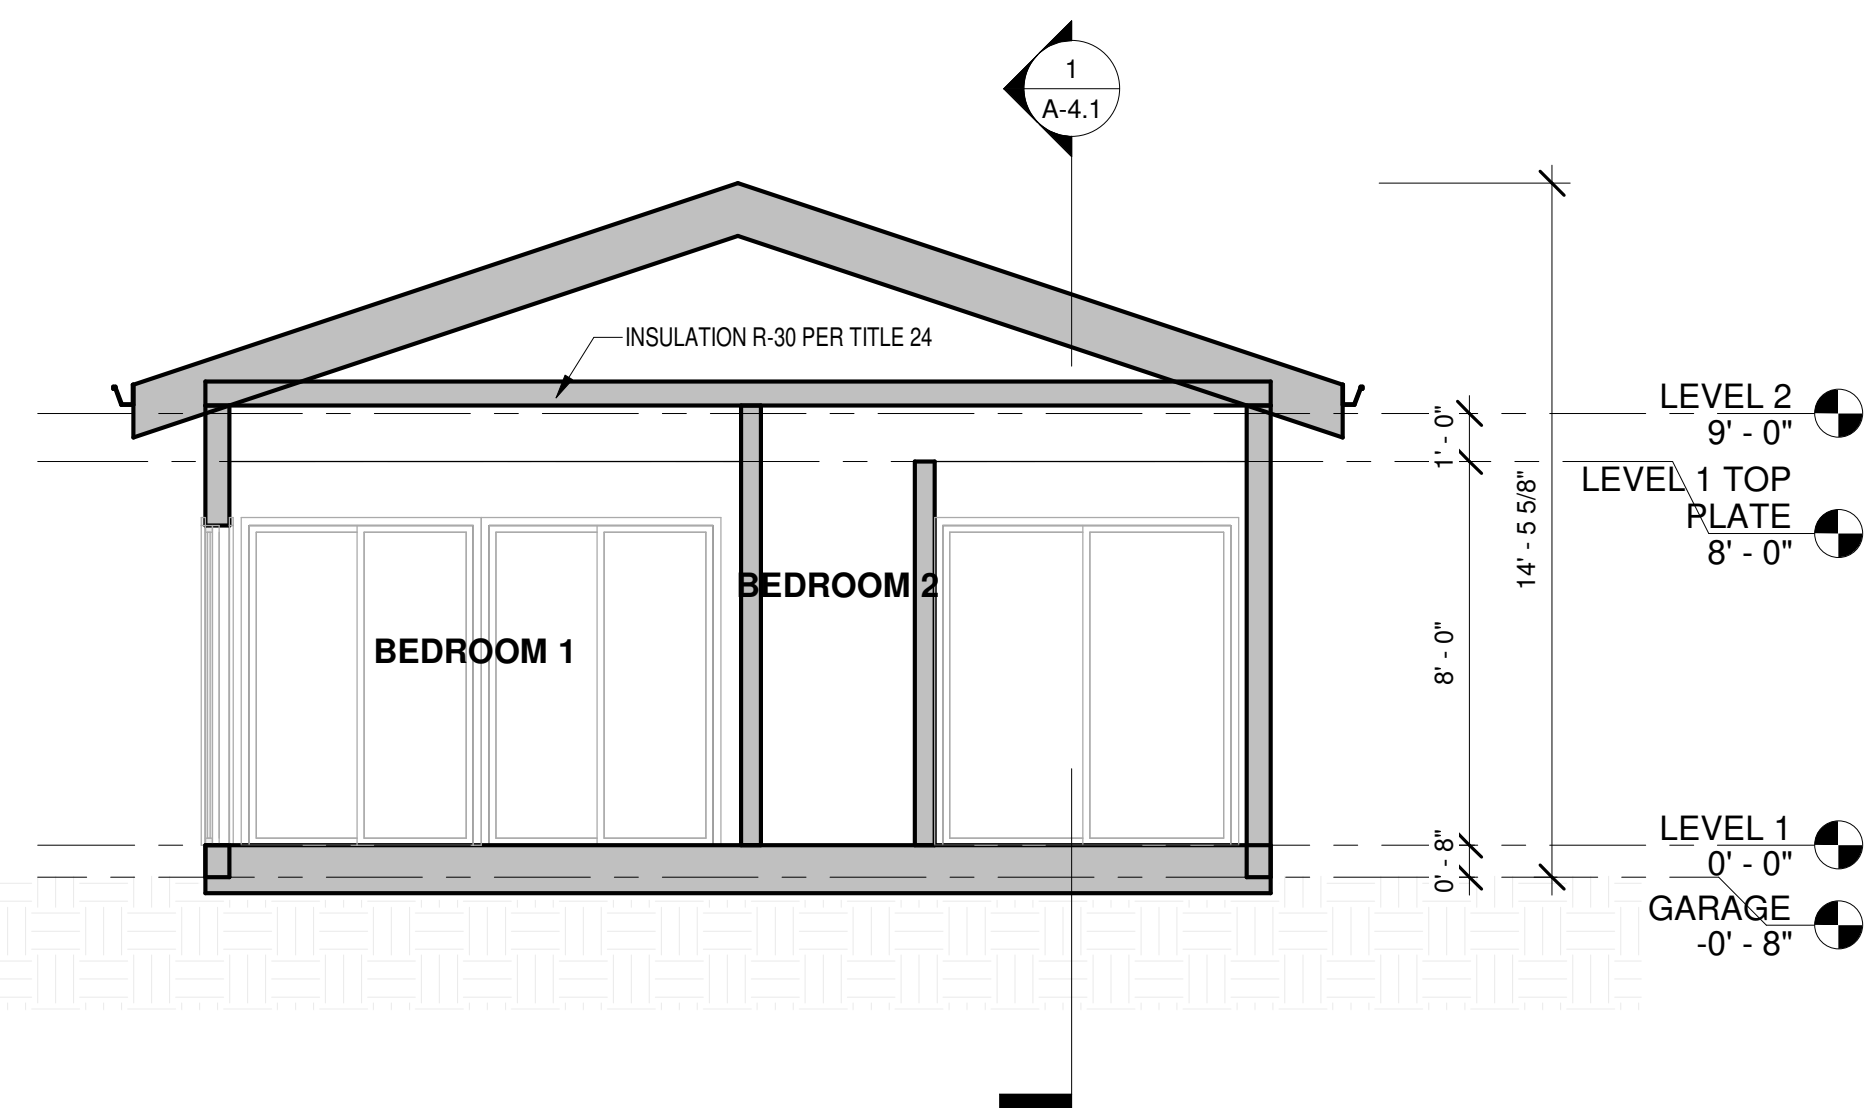 1
A-4.1
INSULATION R-30 PER TITLE 24
BEDROOM 1
BEDROOM 2
1' - 0"
8' - 0"
0' - 8"
14' - 5 5/8"
LEVEL 2
9' - 0"
LEVEL 1 TOP
PLATE
8' - 0"
LEVEL 1
0' - 0"
GARAGE
-0' - 8"